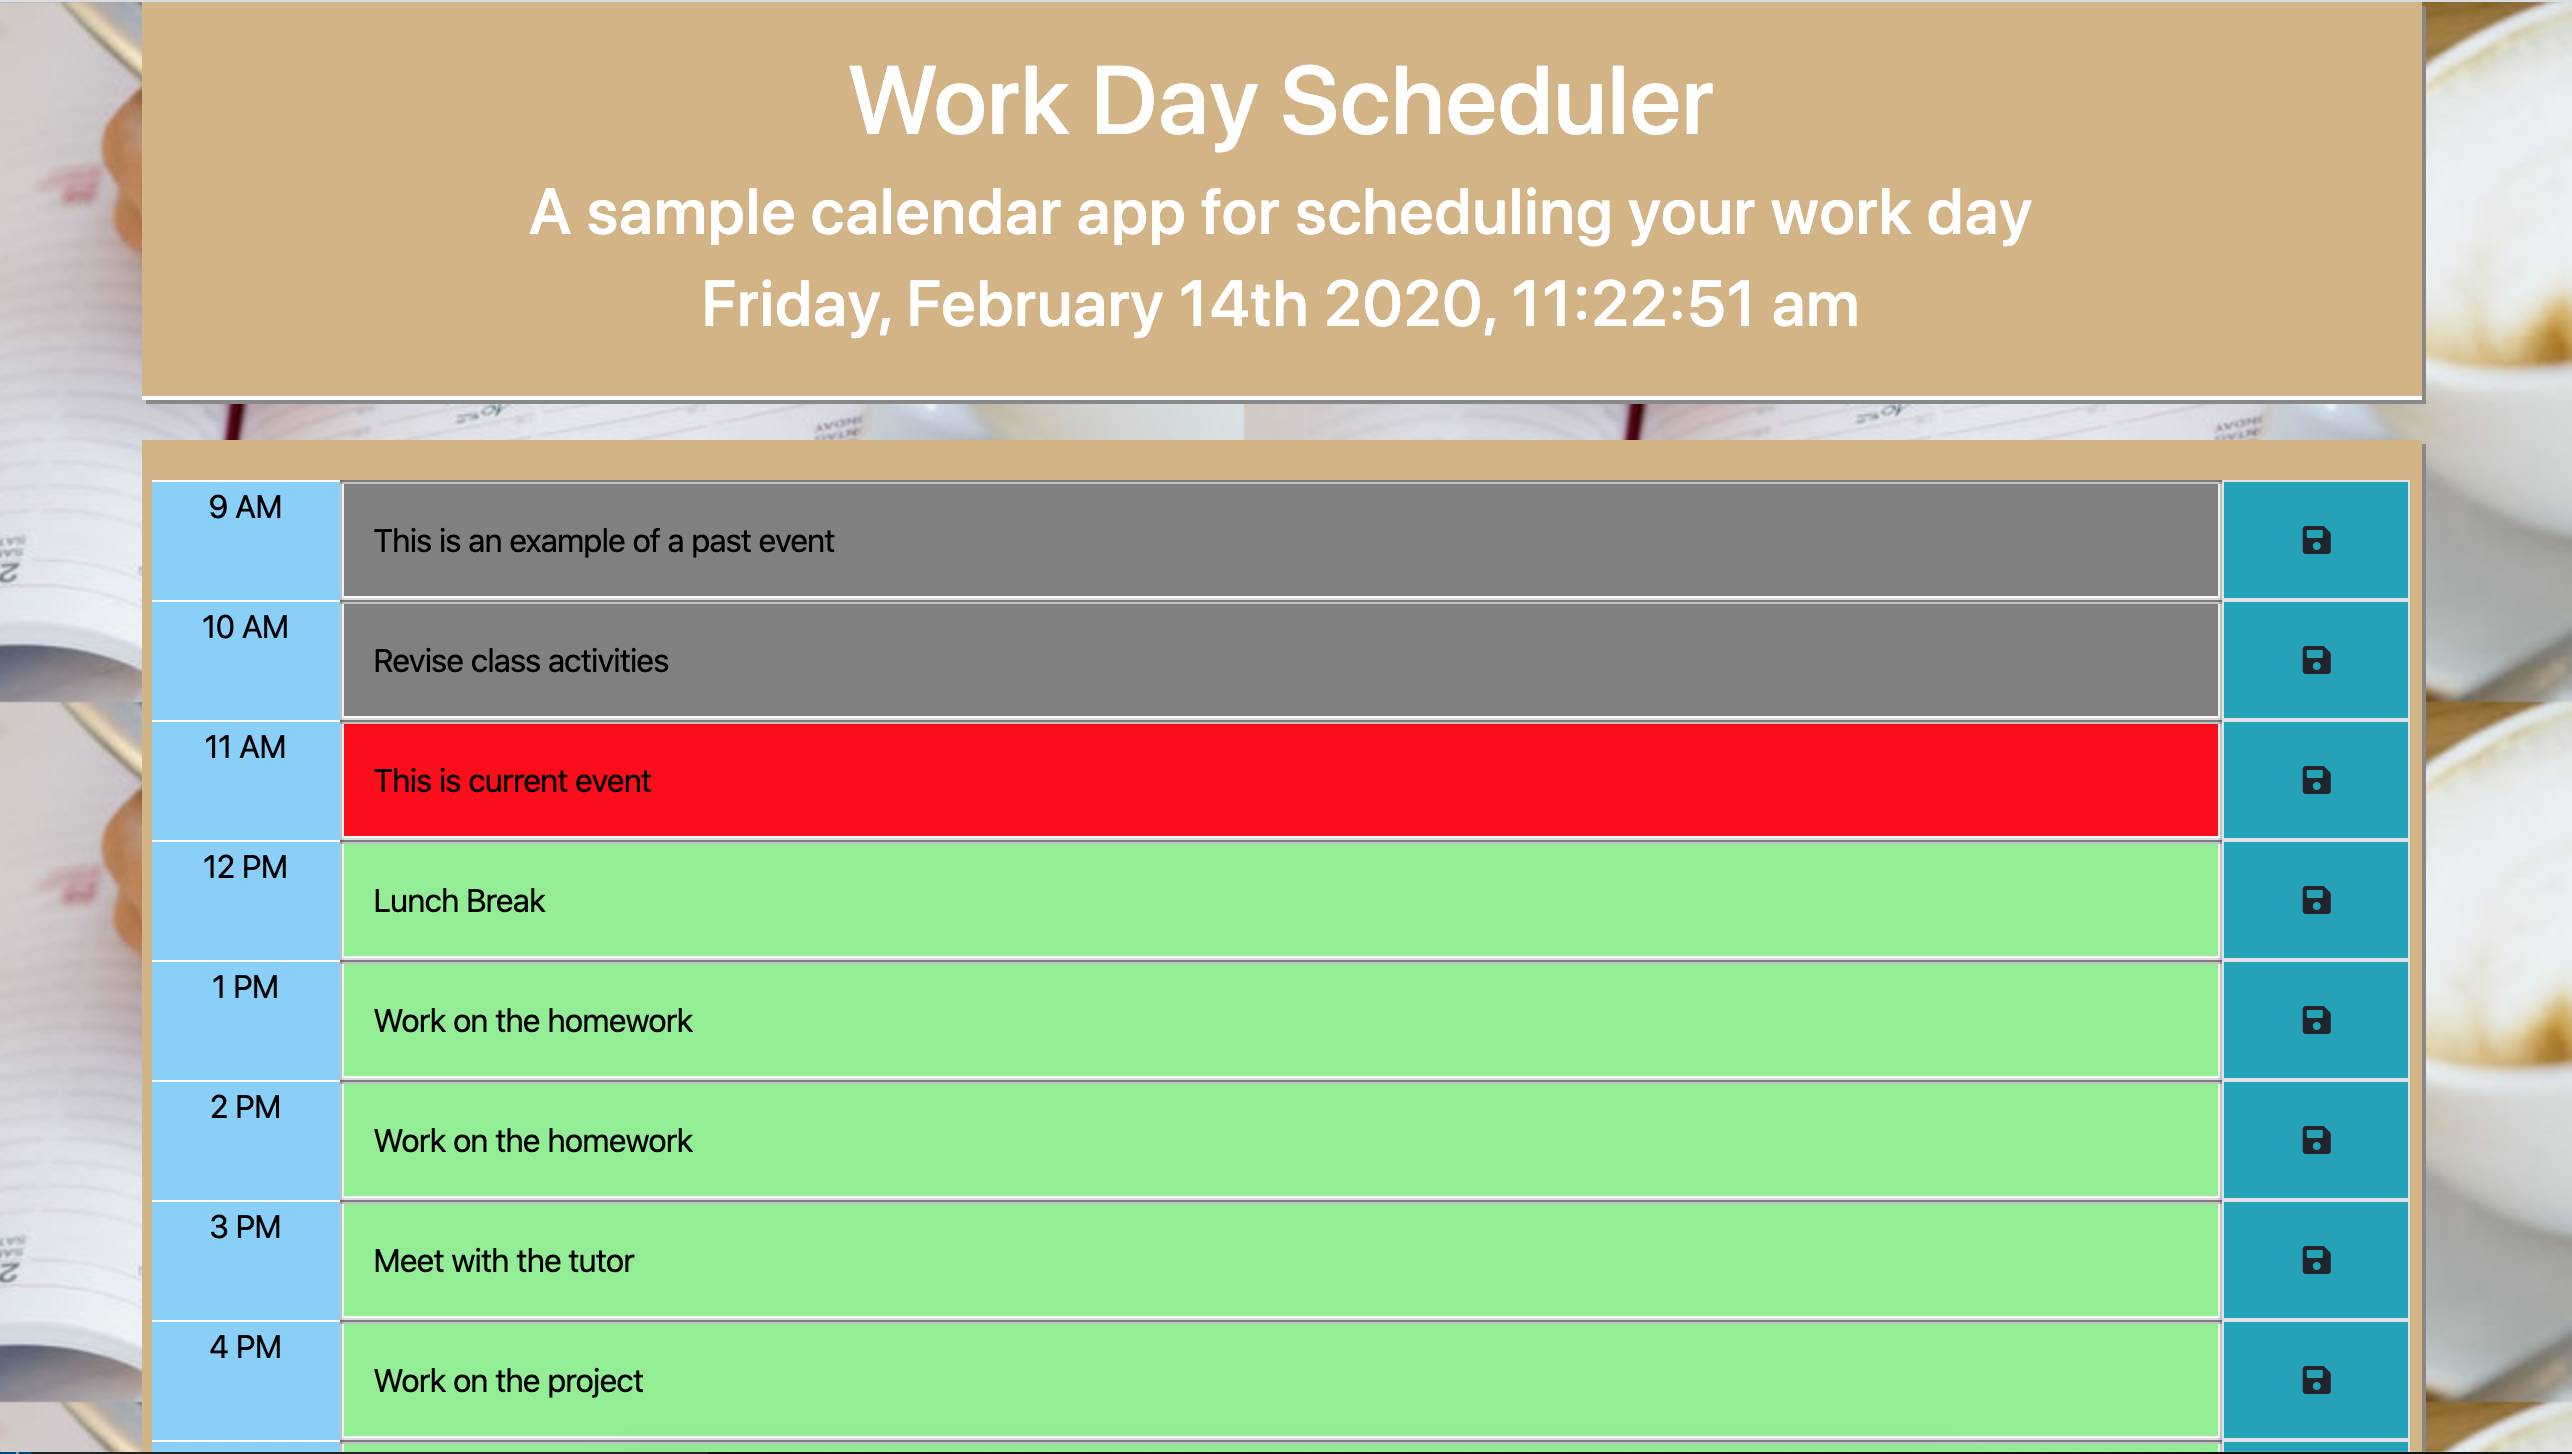 Work Day Scheduler
A sample calendar app for scheduling your work day
Friday, February 14th 2020, 11:22:51 am
9 AM
This is an example of a past event
10 AM
Revise class activities
11 AM
This is current event
12 PM
Lunch Break
1 PM
Work on the homework
2 PM
Work on the homework
3 PM
Meet with the tutor
4 PM
Work on the project